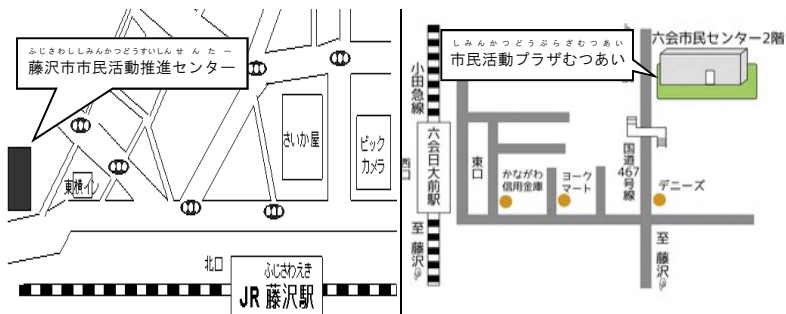 ふじさわししみんかつどうすいしんせんたー
藤沢市市民活動推進センター
さいか屋
ビック
カメラ
東横イン
北口
ふじさわえき
JR 藤沢駅
しみんかつどうぷらざむつあい
市民活動プラザむつあい
六会市民センター2階
小田急線
六会日大前駅
西口
東口
かながわ
信用金庫
ヨーク
マート
国道467号線
デニーズ
至 藤沢
至 藤沢